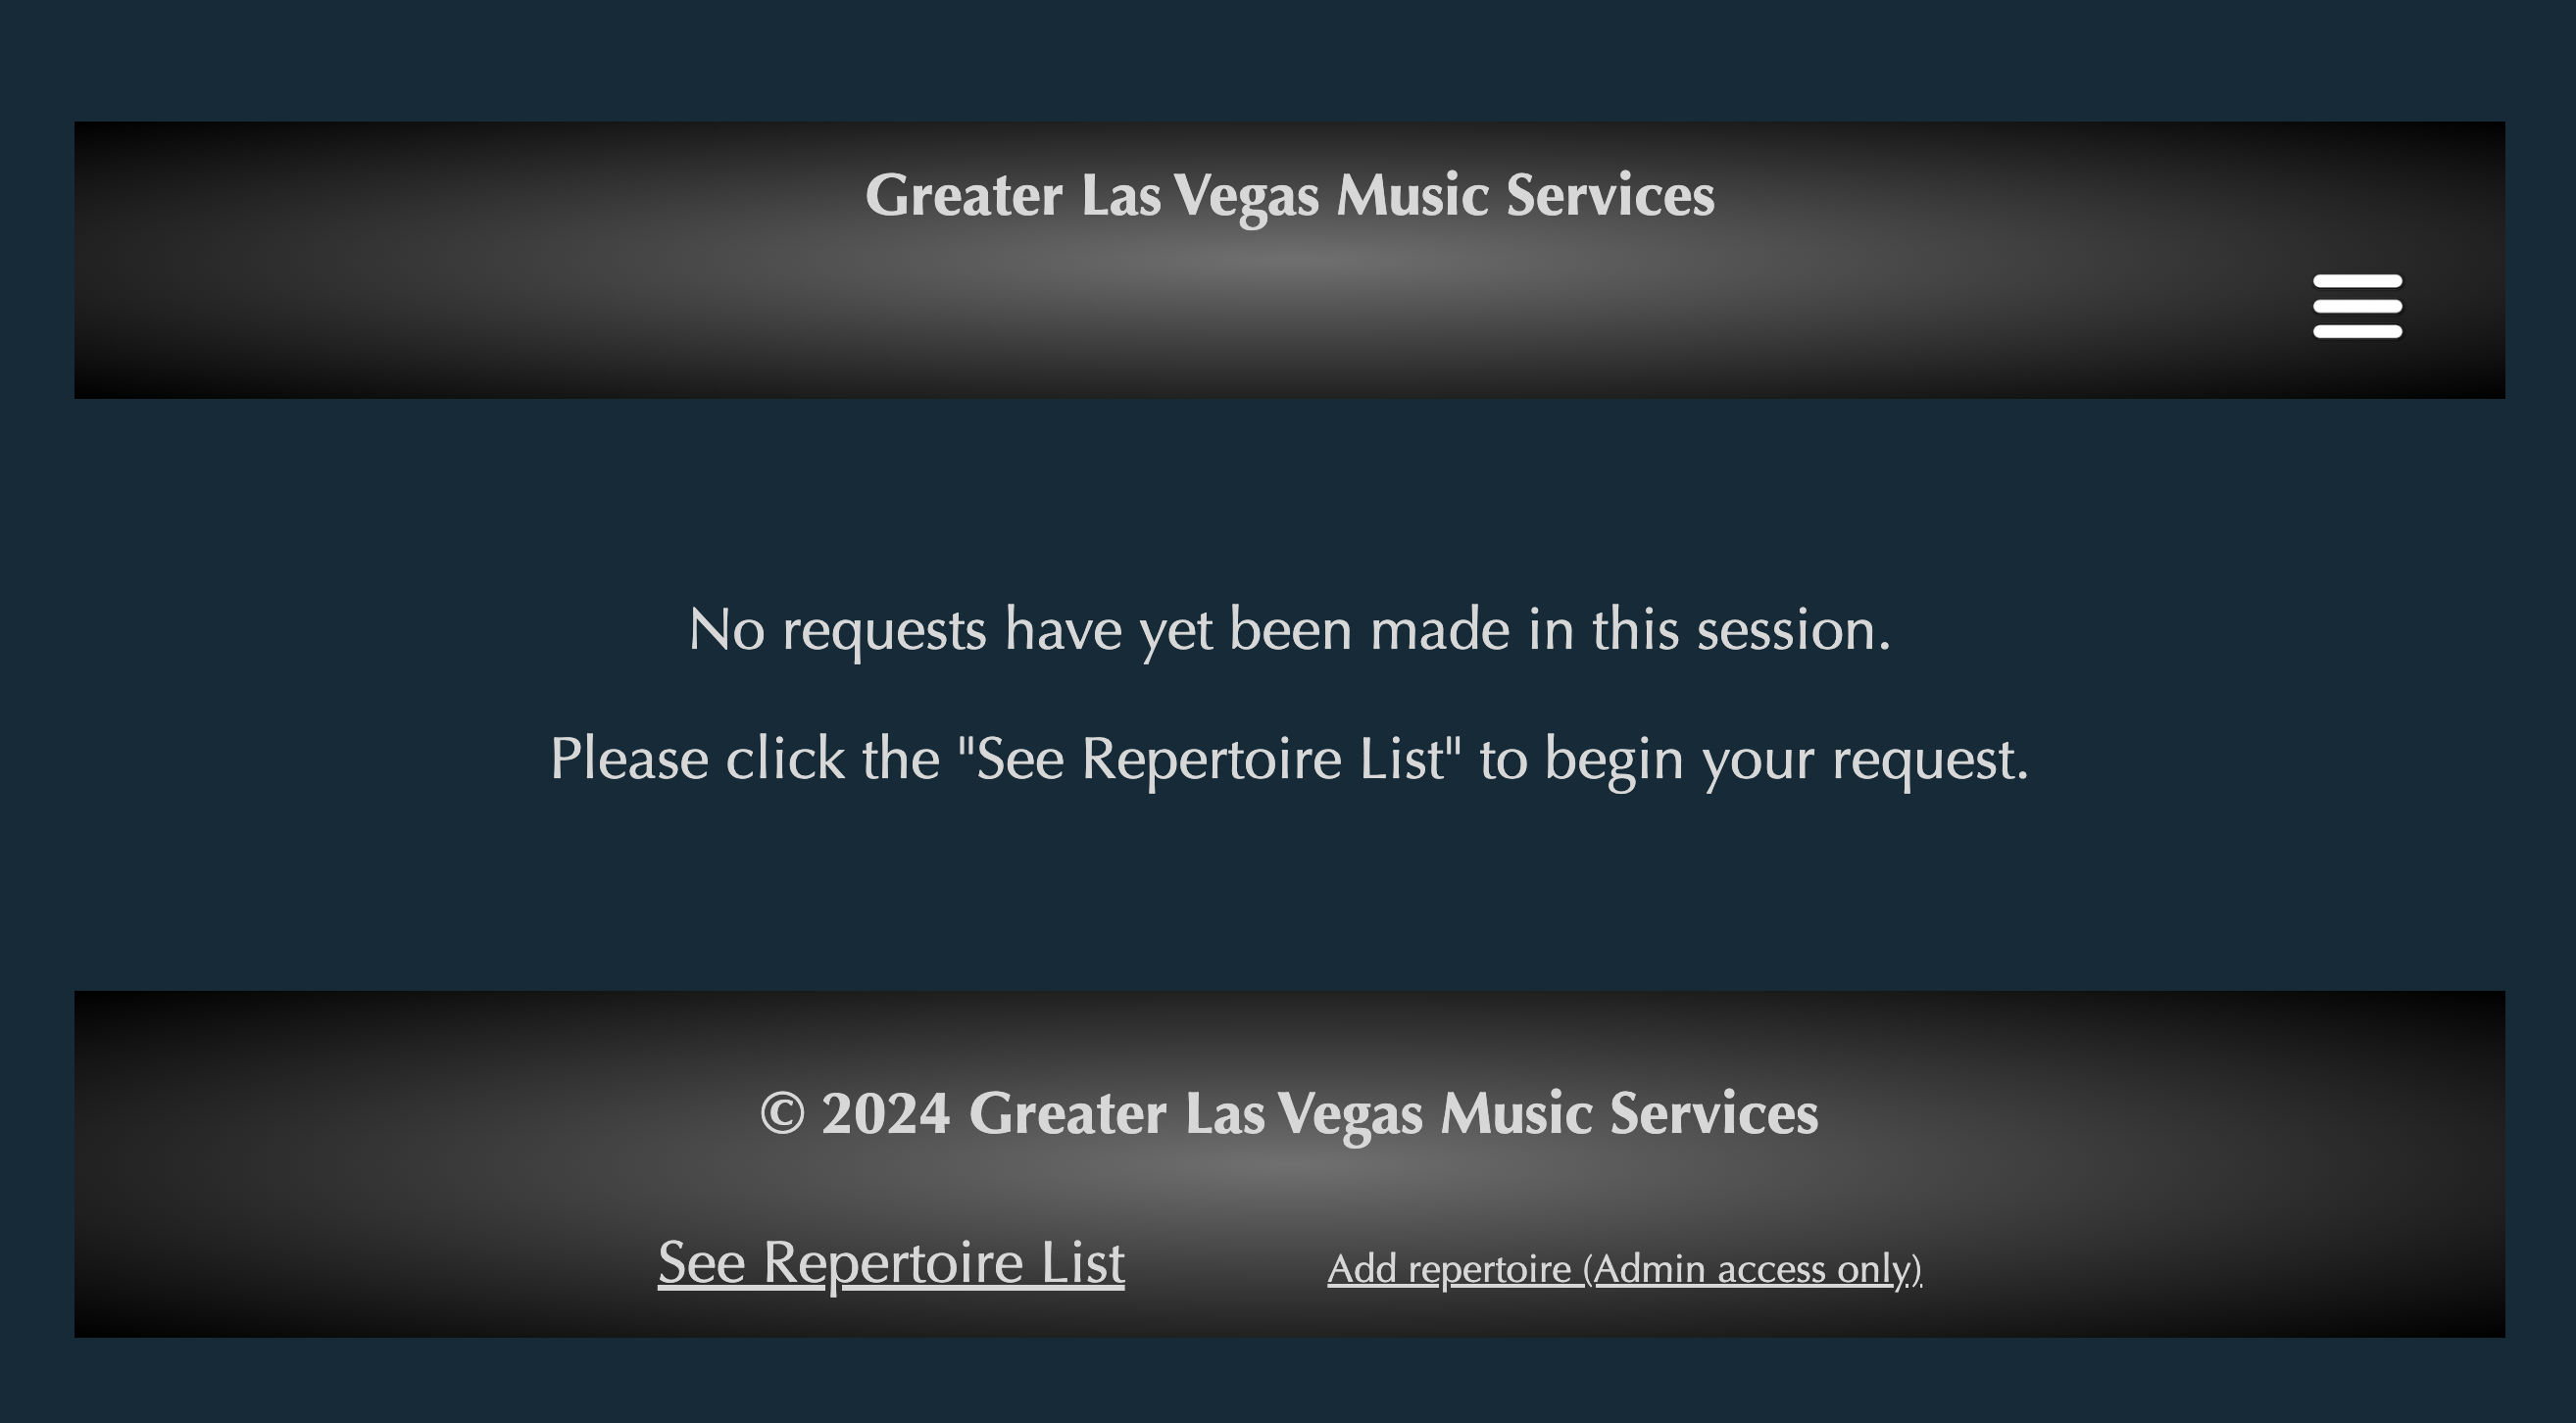 Greater Las Vegas Music Services
No requests have yet been made in this session.
Please click the "See Repertoire List" to begin your request.
© 2024 Greater Las Vegas Music Services
See Repertoire List
Add repertoire (Admin access only)